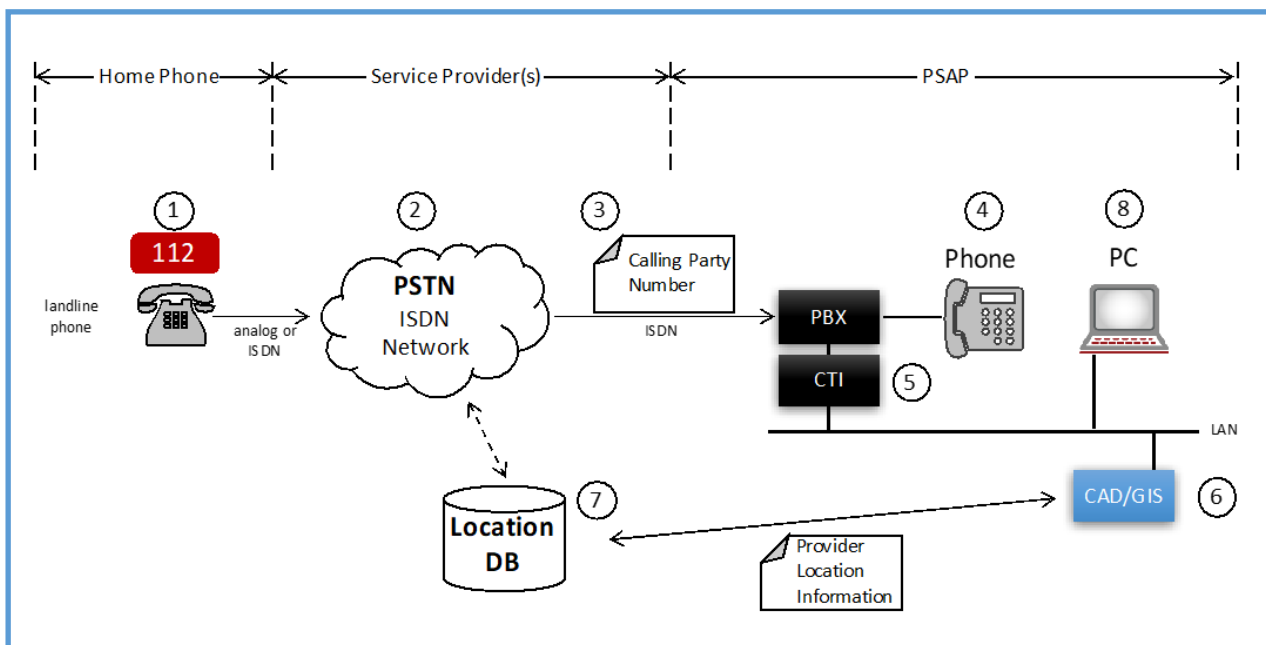 Home Phone
Service Provider(s)
PSAP
1
2
3
4
8
112
Calling Party
Number
Phone
PC
landline
phone
analog or
ISDN
PSTN
ISDN
Network
ISDN
PBX
CTI
5
LAN
7
Location
DB
CAD/GIS
6
Provider
Location
Information